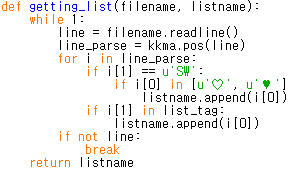 def getting_list(filename, listname):
    while 1:
        line = filename.readline()
        line_parse = kkma.pos(line)
        for i in line_parse:
            if i[1] == u'SW':
                if i[0] in [u'♡', u'♥']:
                    listname.append(i[0])
            if i[1] in list_tag:
                listname.append(i[0])
        if not line:
            break
    return listname